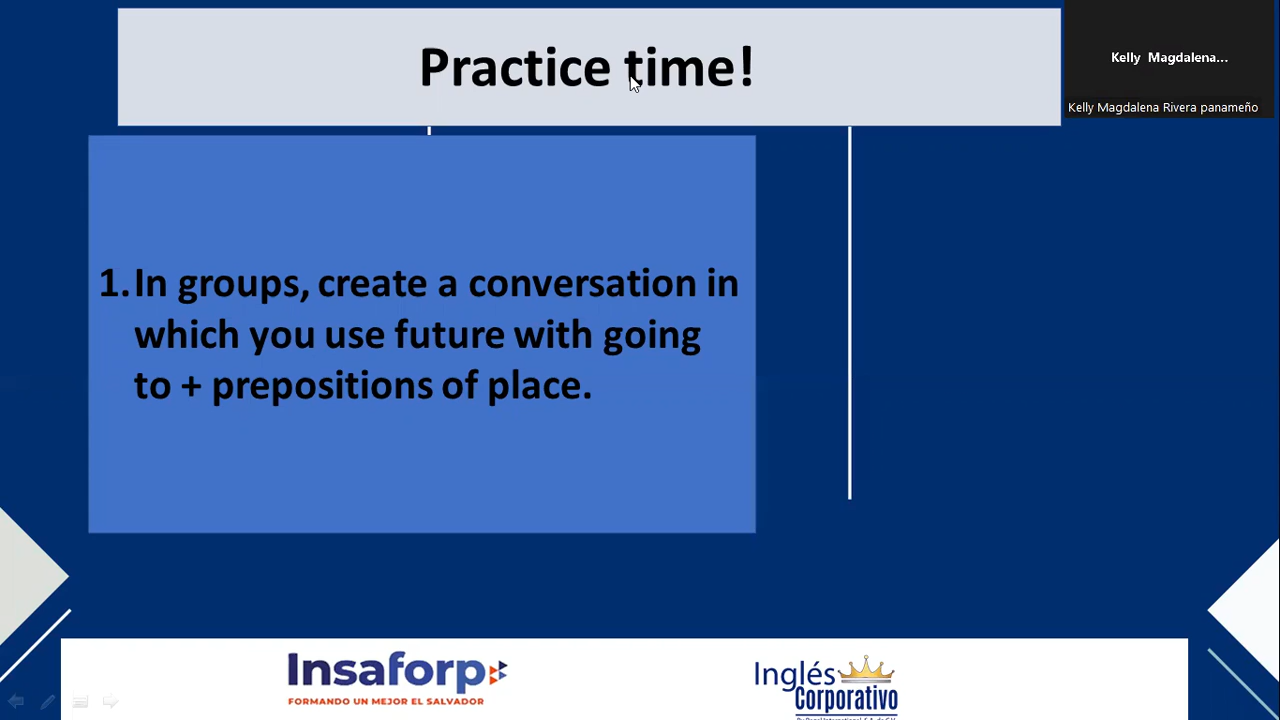 Practice time!
Kelly Magdalena...
Kelly Magdalena Rivera panameño
1. In groups, create a conversation in
which you use future with going
to + prepositions of place.
Insaforp
FORMANDO UN MEJOR EL SALVADOR
Inglés
Corporativo